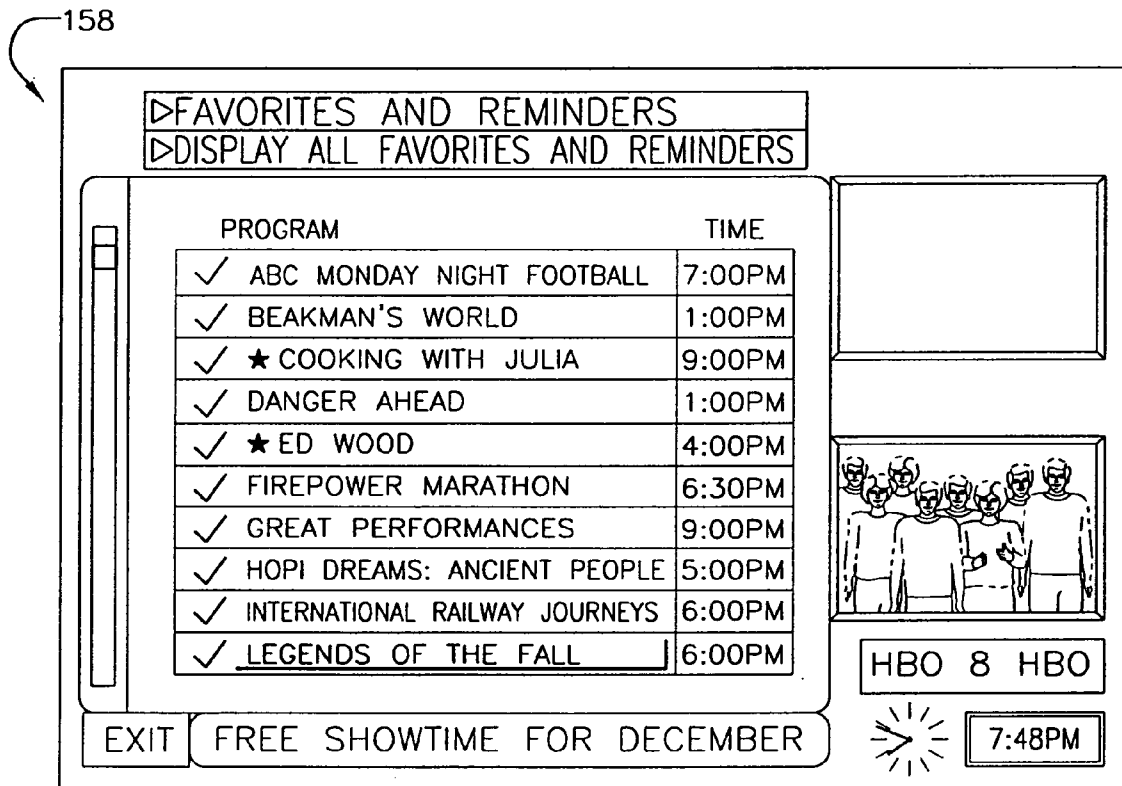 158
▷FAVORITES AND REMINDERS
▷DISPLAY ALL FAVORITES AND REMINDERS
PROGRAM TIME
✓ ABC MONDAY NIGHT FOOTBALL 7:00PM
✓ BEAKMAN'S WORLD 1:00PM
✓ ★ COOKING WITH JULIA 9:00PM
✓ DANGER AHEAD 1:00PM
✓ ★ ED WOOD 4:00PM
✓ FIREPOWER MARATHON 6:30PM
✓ GREAT PERFORMANCES 9:00PM
✓ HOPI DREAMS: ANCIENT PEOPLE 5:00PM
✓ INTERNATIONAL RAILWAY JOURNEYS 6:00PM
✓ LEGENDS OF THE FALL 6:00PM
HBO 8 HBO
EXIT FREE SHOWTIME FOR DECEMBER 7:48PM